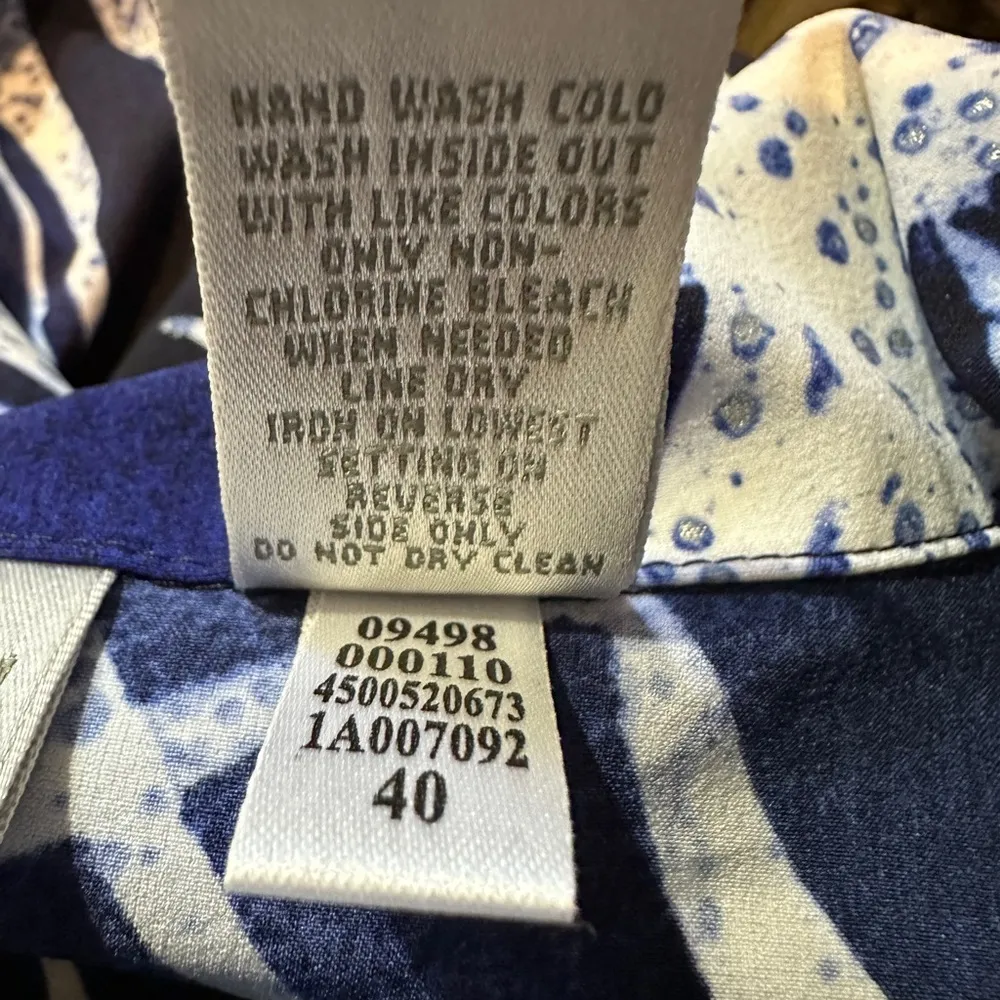 HAND WASH COLD
WASH INSIDE OUT
WITH LIKE COLORS
ONLY NON-
CHLORINE BLEACH
WHEN NEEDED
LINE DRY
IRON ON LOWEST
SETTING ON
REVERSE
SIDE ONLY
DO NOT DRY CLEAN
09498
000110
4500520673
1A007092
40